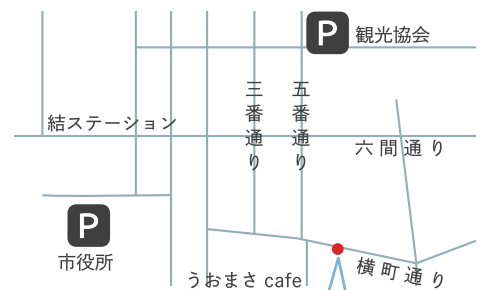 P 観光協会
三番通り
五番通り
結ステーション
六間通り
P
市役所
横町通り
うおまさ cafe